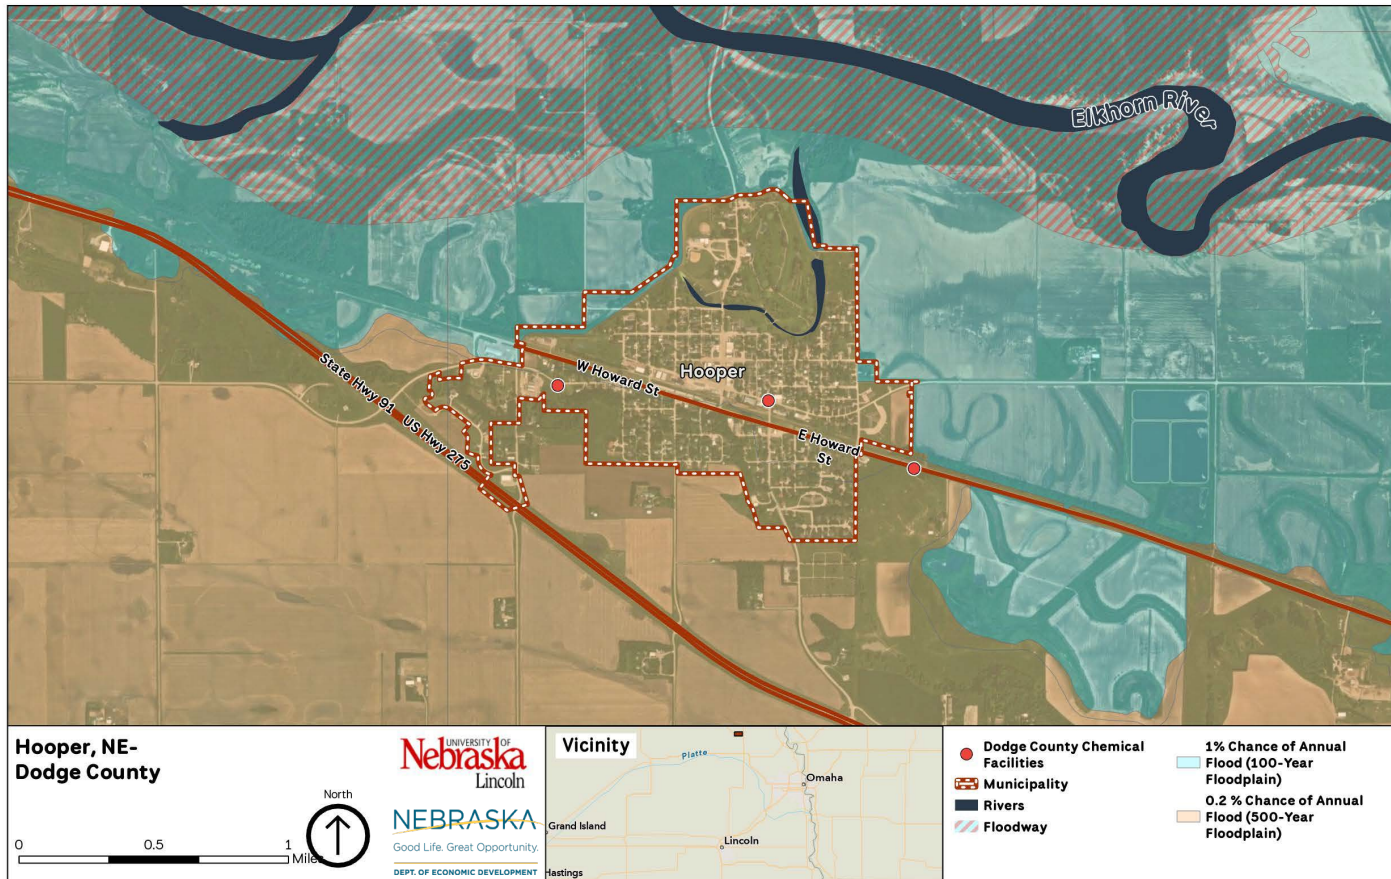 Elkhorn River
Hooper
W Howard St
E Howard
St
State Hwy 91
US Hwy 275
Hooper, NE-
Dodge County
0
0.5
1
Miles
North
UNIVERSITY OF
Nebraska
Lincoln
NEBRASKA
Good Life. Great Opportunity.
DEPT. OF ECONOMIC DEVELOPMENT
Vicinity
Platte
Omaha
Grand Island
Lincoln
Hastings
Dodge County Chemical
Facilities
Municipality
Rivers
Floodway
1% Chance of Annual
Flood (100-Year
Floodplain)
0.2 % Chance of Annual
Flood (500-Year
Floodplain)